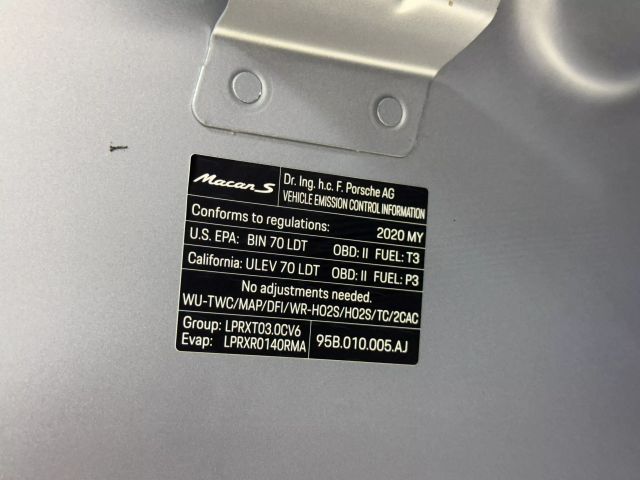 Macan S
Dr. Ing. h.c. F. Porsche AG
VEHICLE EMISSION CONTROL INFORMATION
Conforms to regulations: 2020 MY
U.S. EPA: BIN 70 LDT OBD: II FUEL: T3
California: ULEV 70 LDT OBD: II FUEL: P3
No adjustments needed.
WU-TWC/MAP/DFI/WR-HO2S/HO2S/TC/2CAC
Group: LPRXT03.0CV6
Evap: LPRXR0140RMA
95B.010.005.AJ